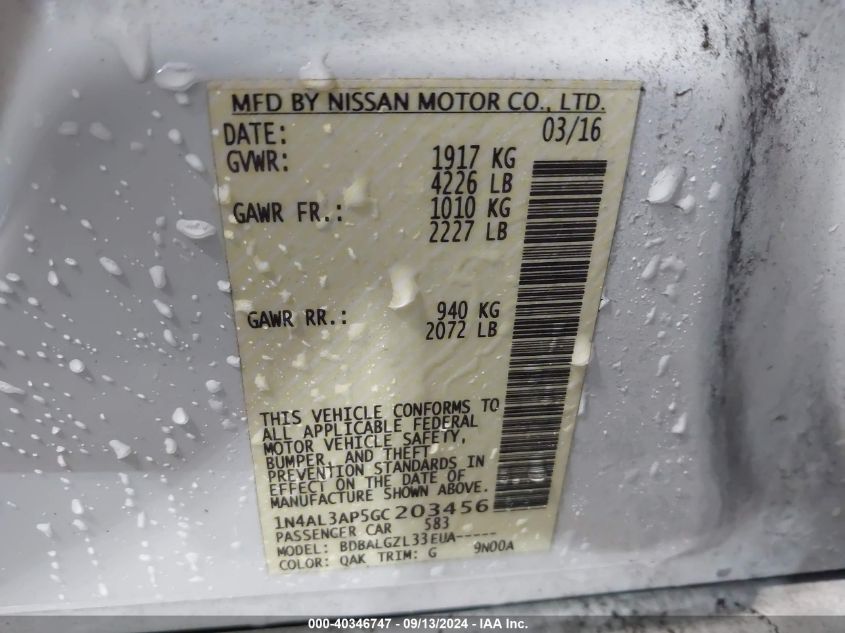 MFD BY NISSAN MOTOR CO., LTD.
DATE: 03/16
GVWR: 1917 KG
4226 LB
GAWR FR.: 1010 KG
2227 LB
GAWR RR.: 940 KG
2072 LB
THIS VEHICLE CONFORMS TO
ALL APPLICABLE FEDERAL
MOTOR VEHICLE SAFETY,
BUMPER, AND THEFT
PREVENTION STANDARDS IN
EFFECT ON THE DATE OF
MANUFACTURE SHOWN ABOVE.
1N4AL3AP5GC203456
PASSENGER CAR 583
MODEL: BDBALGZL33EUA-----
COLOR: QAK TRIM: G 9N00A
000-40346747 - 09/13/2024 - IAA Inc.